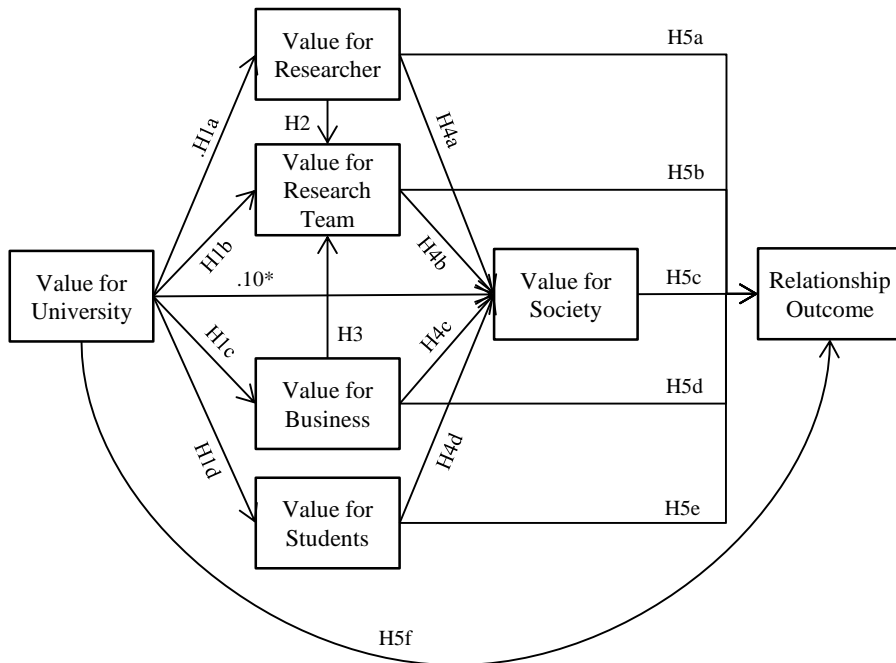 Value for
Researcher
H5a
.H1a
H2
H4a
Value for
Research
Team
H5b
H1b
H4b
Value for
University
.10*
Value for
Society
H5c
Relationship
Outcome
H1c
H3
H4c
Value for
Business
H5d
H1d
H4d
Value for
Students
H5e
H5f